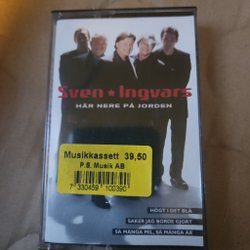 Sven★Ingvars
HÄR NERE PÅ JORDEN
Musikkassett 39,50
P.S. Musik AB
7 330459 100390
HÖGT I DET BLÅ
SAKER JAG BORDE GJORT
SÅ MÅNGA MIL, SÅ MÅNGA ÅR